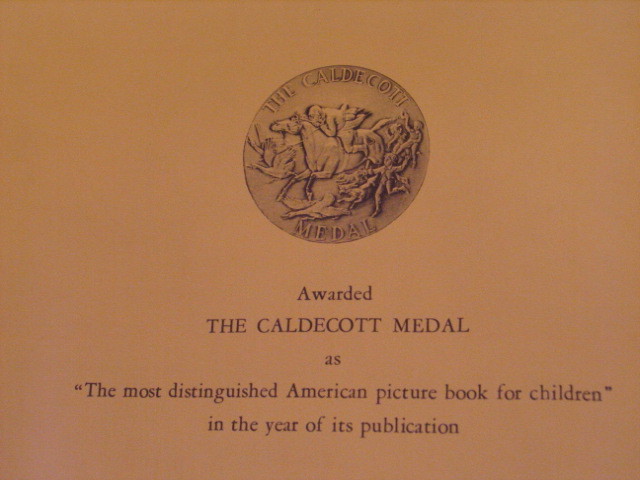 THE CALDECOTT
MEDAL
Awarded
THE CALDECOTT MEDAL
as
"The most distinguished American picture book for children"
in the year of its publication